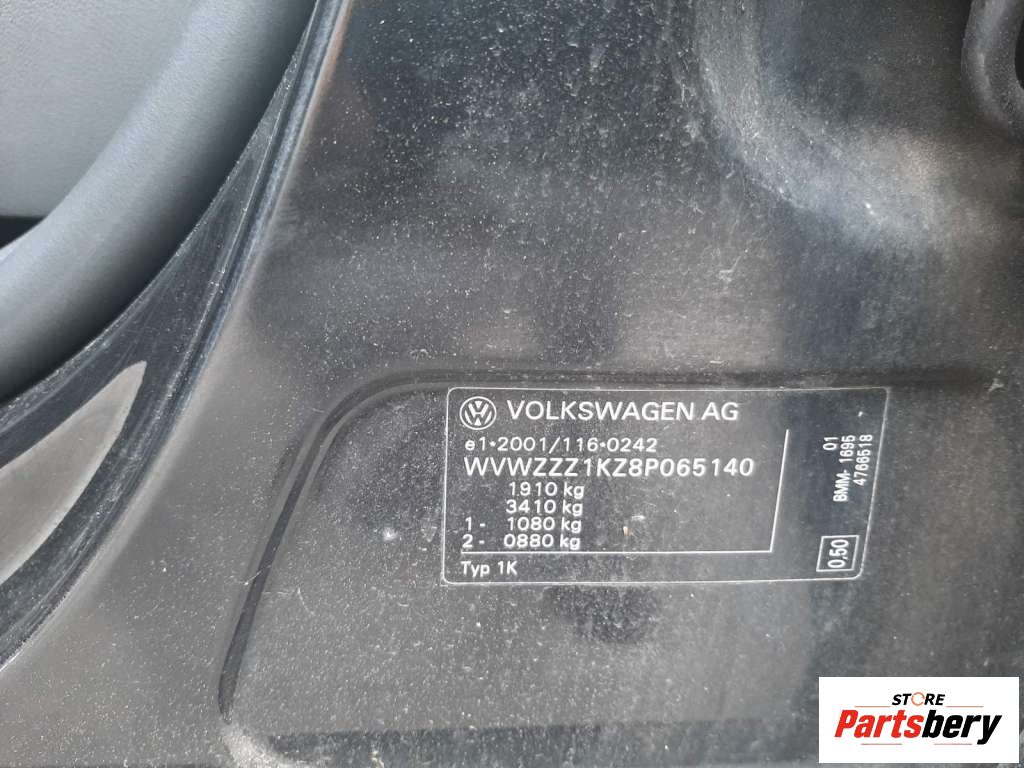 VOLKSWAGEN AG
e1*2001/116*0242
WVWZZZ1KZ8P065140
1910 kg
3410 kg
1 - 1080 kg
2 - 0880 kg
Typ 1K
01
BMM- 1695
4766518
0,50
STORE
Partsbery